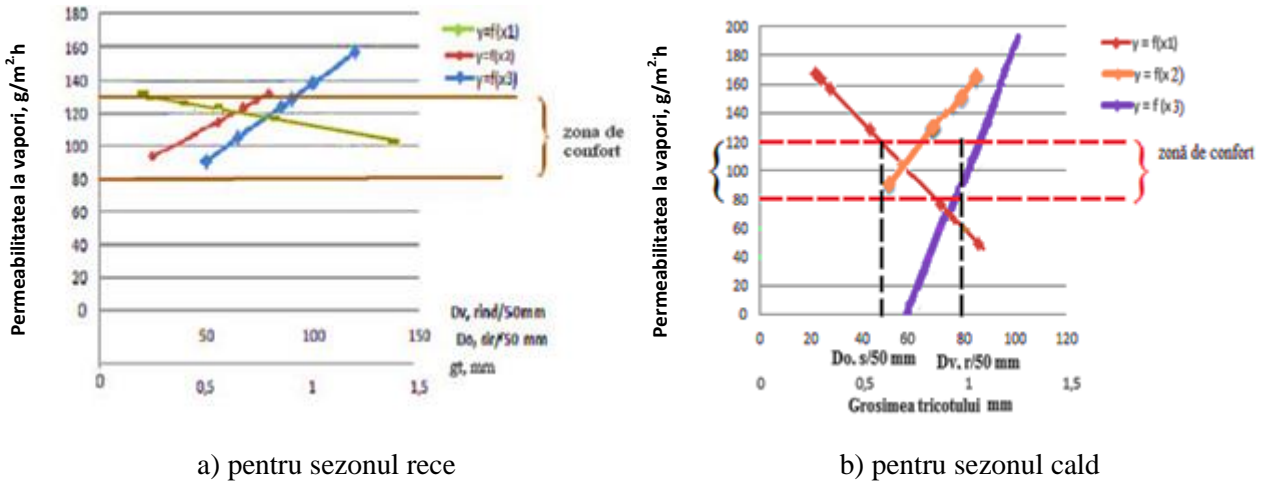 Permeabilitatea la vapori, g/m²·h
180
160
140
120
100
80
60
40
20
0
y=f(x1)
y=f(x2)
y=f(x3)
zona de
confort
50
100
150
Dv, rind/50mm
Do, sir/50 mm
gt, mm
0
0,5
1
1,5
a) pentru sezonul rece
Permeabilitatea la vapori, g/m²·h
200
180
160
140
120
100
80
60
40
20
0
y = f(x1)
y = f(x2)
y = f (x3)
zonă de confort
0
20
40
60
80
100
120
Do, s/50 mm
Dv, r/50 mm
0
0,5
1
1,5
Grosimea tricotului mm
b) pentru sezonul cald